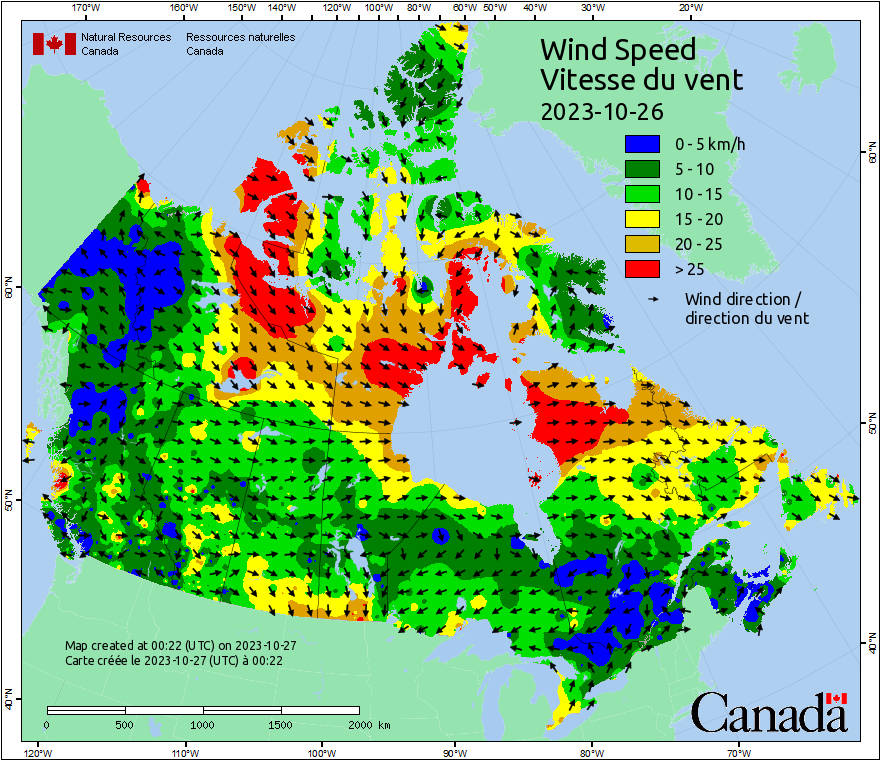 170°W 160°W 150°W 140°W 120°W 100°W 80°W 60°W 50°W 40°W 30°W 20°W
Natural Resources Ressources naturelles
Canada Canada
Wind Speed
Vitesse du vent
2023-10-26
0 - 5 km/h
5 - 10
10 - 15
15 - 20
20 - 25
> 25
Wind direction /
direction du vent
60°N
60°N
50°N
50°N
40°N
40°N
Map created at 00:22 (UTC) on 2023-10-27
Carte créée le 2023-10-27 (UTC) à 00:22
0 500 1000 1500 2000 km
Canada
120°W 110°W 100°W 90°W 80°W 70°W